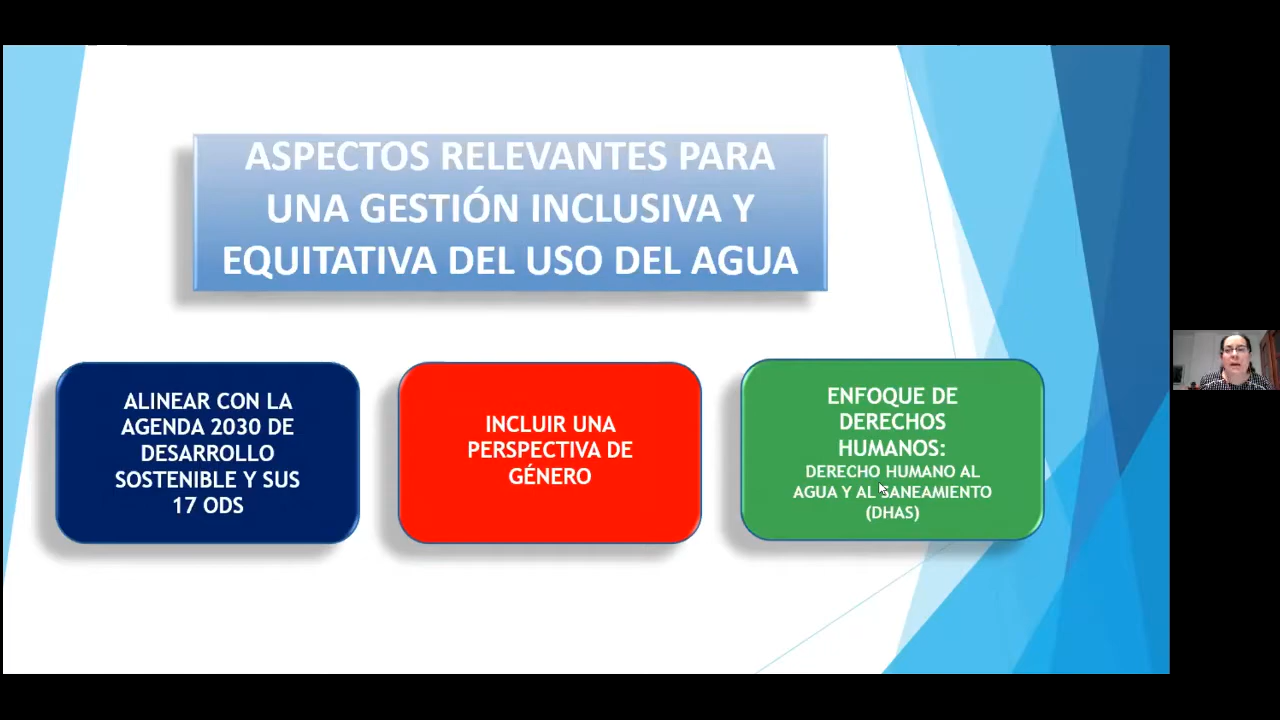 ASPECTOS RELEVANTES PARA
UNA GESTIÓN INCLUSIVA Y
EQUITATIVA DEL USO DEL AGUA
ALINEAR CON LA
AGENDA 2030 DE
DESARROLLO
SOSTENIBLE Y SUS
17 ODS
INCLUIR UNA
PERSPECTIVA DE
GÉNERO
ENFOQUE DE
DERECHOS
HUMANOS:
DERECHO HUMANO AL
AGUA Y AL SANEAMIENTO
(DHAS)